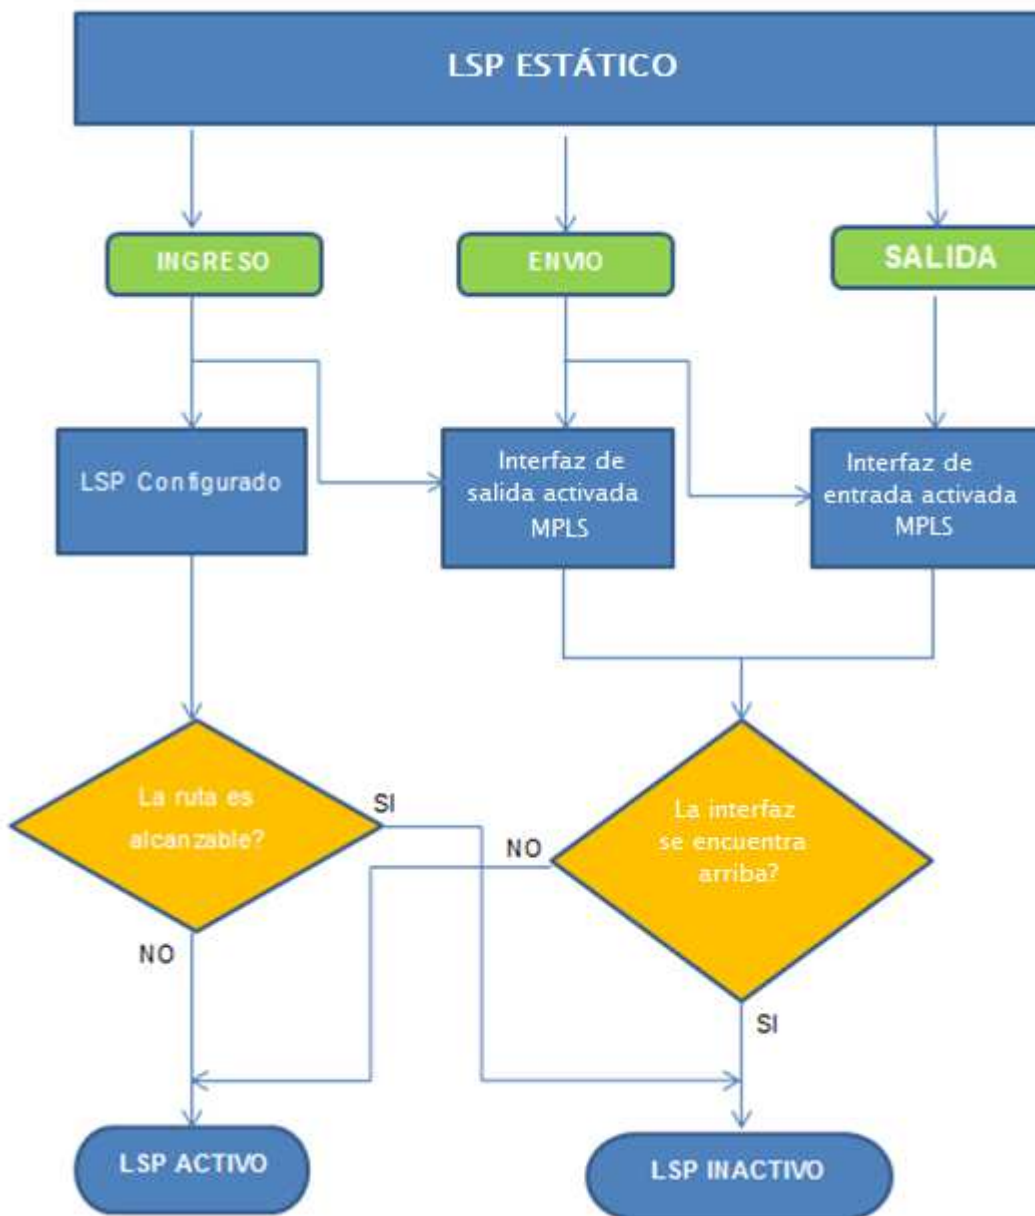 LSP ESTÁTICO
INGRESO
ENVIO
SALIDA
LSP Configurado
Interfaz de
salida activada
MPLS
Interfaz de
entrada activada
MPLS
La ruta es
alcanzable?
SI
NO
La interfaz
se encuentra
arriba?
NO
SI
LSP ACTIVO
LSP INACTIVO